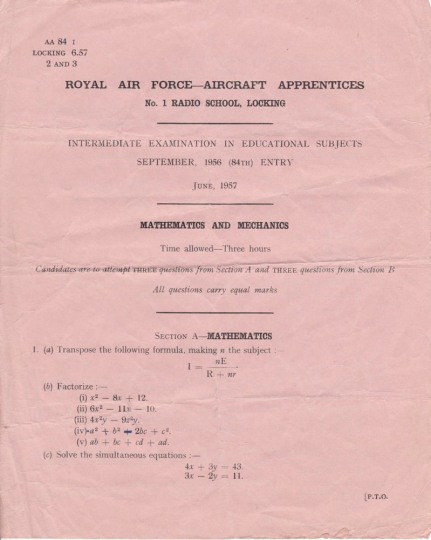 AA 84 1
LOCKING 6.57
2 AND 3
ROYAL AIR FORCE—AIRCRAFT APPRENTICES
No. 1 RADIO SCHOOL, LOCKING
INTERMEDIATE EXAMINATION IN EDUCATIONAL SUBJECTS
SEPTEMBER, 1956 (84TH) ENTRY
JUNE, 1957
MATHEMATICS AND MECHANICS
Time allowed—Three hours
Candidates are to attempt THREE questions from Section A and THREE questions from Section B
All questions carry equal marks
SECTION A—MATHEMATICS
1. (a) Transpose the following formula, making n the subject :—
I = nE / R + nr
(b) Factorize :—
(i) x² — 8x + 12.
(ii) 6x² — 11x — 10.
(iii) 4x²y — 9z²y.
(iv) a² + b² + 2bc + c².
(v) ab + bc + cd + ad.
(c) Solve the simultaneous equations :—
4x + 3y = 43.
3x — 2y = 11.
[P.T.O.